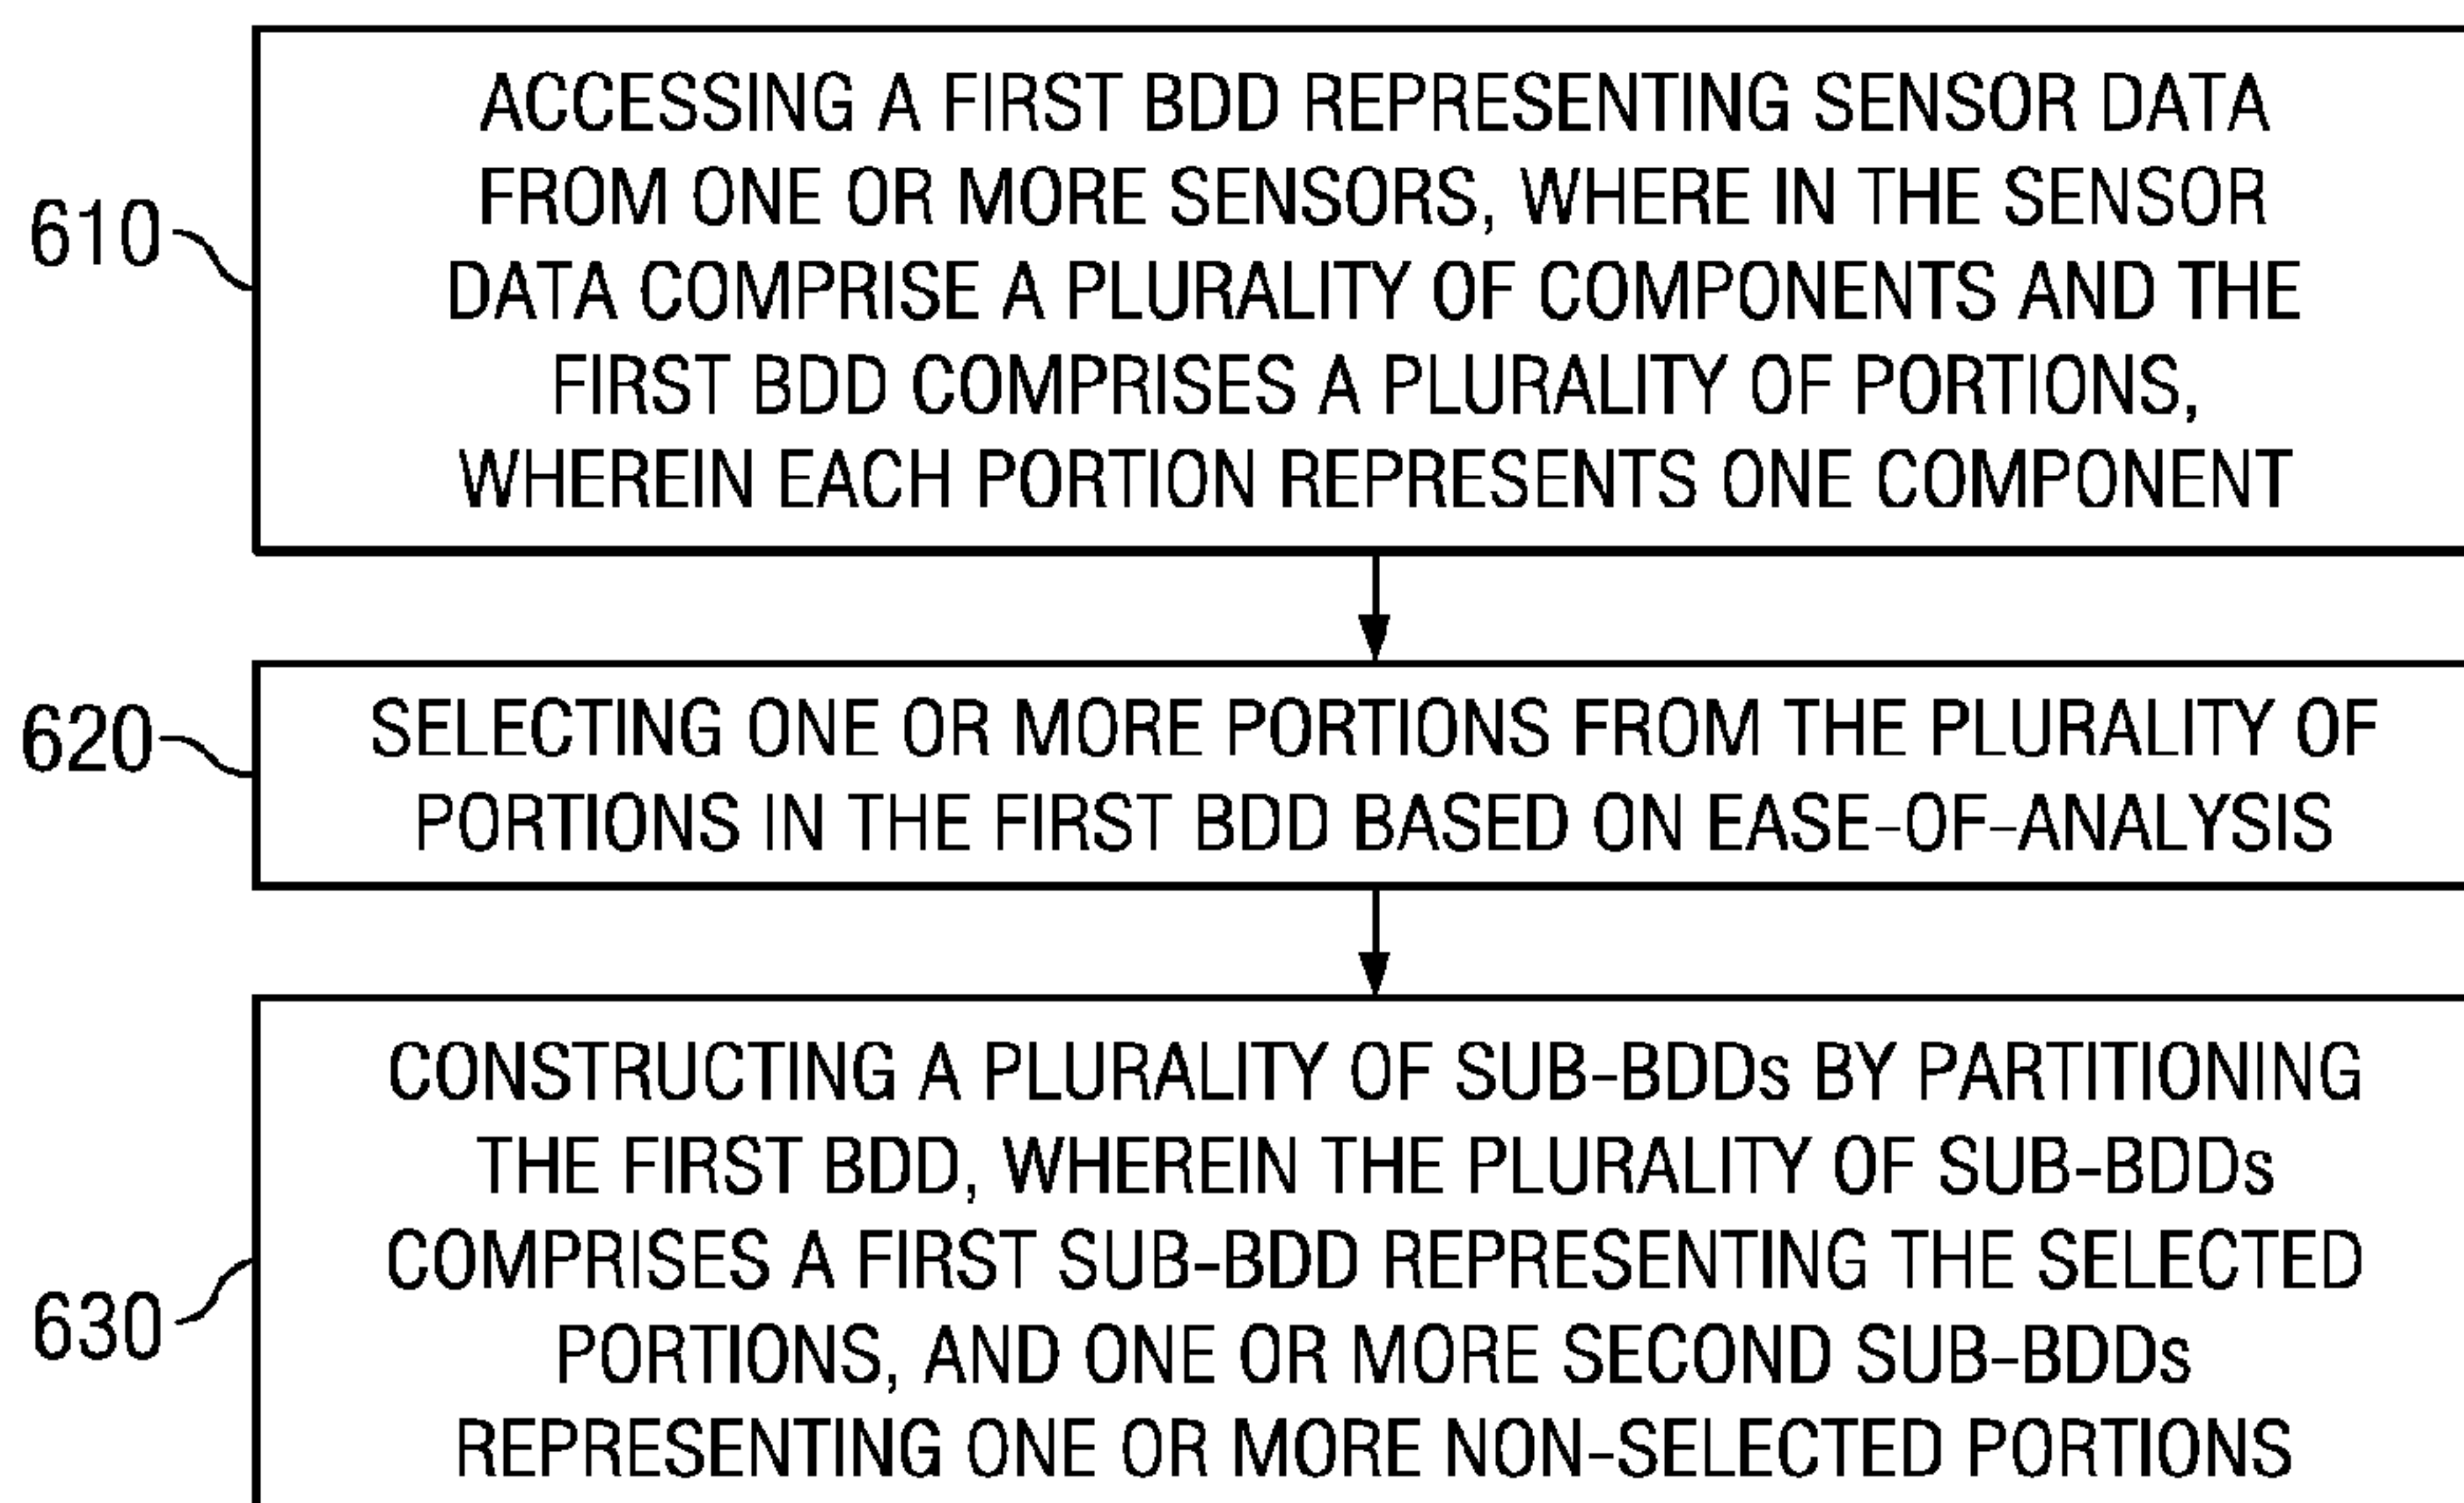 ACCESSING A FIRST BDD REPRESENTING SENSOR DATA
FROM ONE OR MORE SENSORS, WHERE IN THE SENSOR
610
DATA COMPRISE A PLURALITY OF COMPONENTS AND THE
FIRST BDD COMPRISES A PLURALITY OF PORTIONS,
WHEREIN EACH PORTION REPRESENTS ONE COMPONENT
620
SELECTING ONE OR MORE PORTIONS FROM THE PLURALITY OF
PORTIONS IN THE FIRST BDD BASED ON EASE-OF-ANALYSIS
CONSTRUCTING A PLURALITY OF SUB-BDDs BY PARTITIONING
THE FIRST BDD, WHEREIN THE PLURALITY OF SUB-BDDs
COMPRISES A FIRST SUB-BDD REPRESENTING THE SELECTED
630
PORTIONS, AND ONE OR MORE SECOND SUB-BDDs
REPRESENTING ONE OR MORE NON-SELECTED PORTIONS